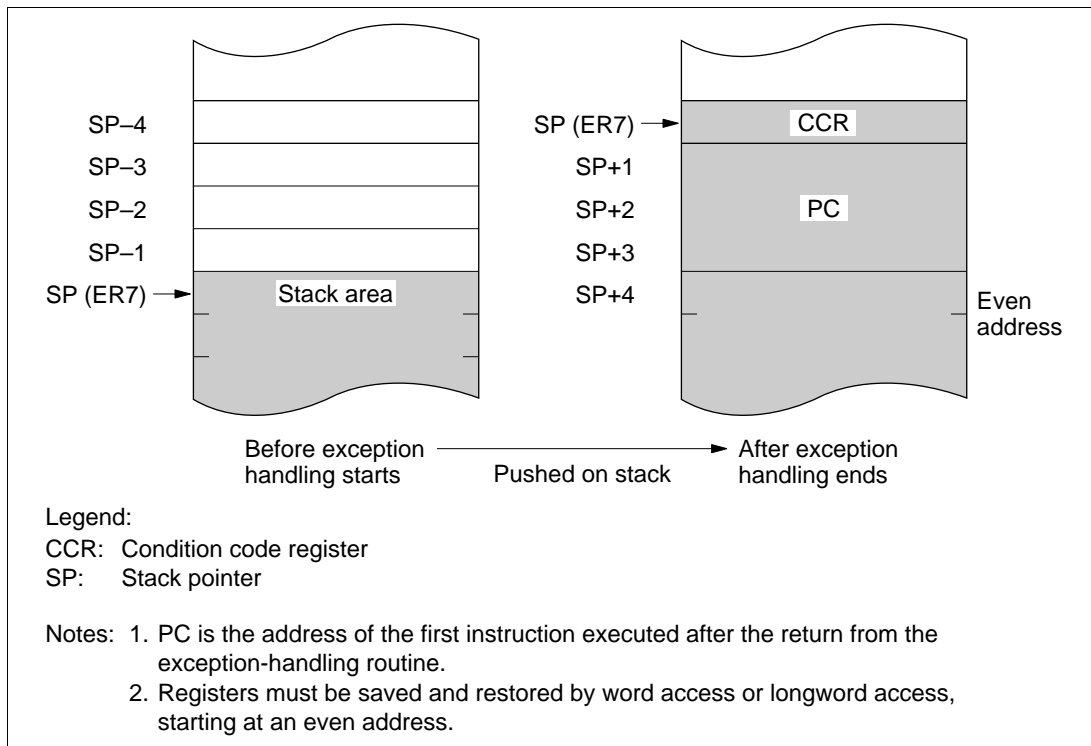 SP–4
SP–3
SP–2
SP–1
SP (ER7)
Stack area
SP (ER7)
CCR
SP+1
SP+2
PC
SP+3
SP+4
Even
address
Before exception
handling starts
Pushed on stack
After exception
handling ends
Legend:
CCR: Condition code register
SP: Stack pointer
Notes: 1. PC is the address of the first instruction executed after the return from the
exception-handling routine.
2. Registers must be saved and restored by word access or longword access,
starting at an even address.